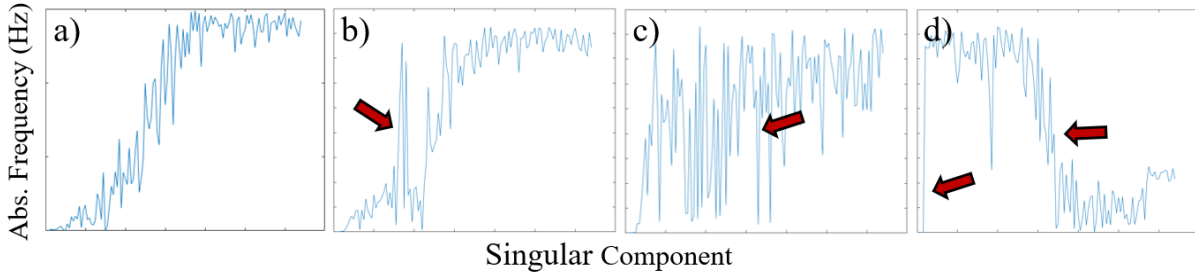 Abs. Frequency (Hz)
a)
b)
c)
d)
Singular Component